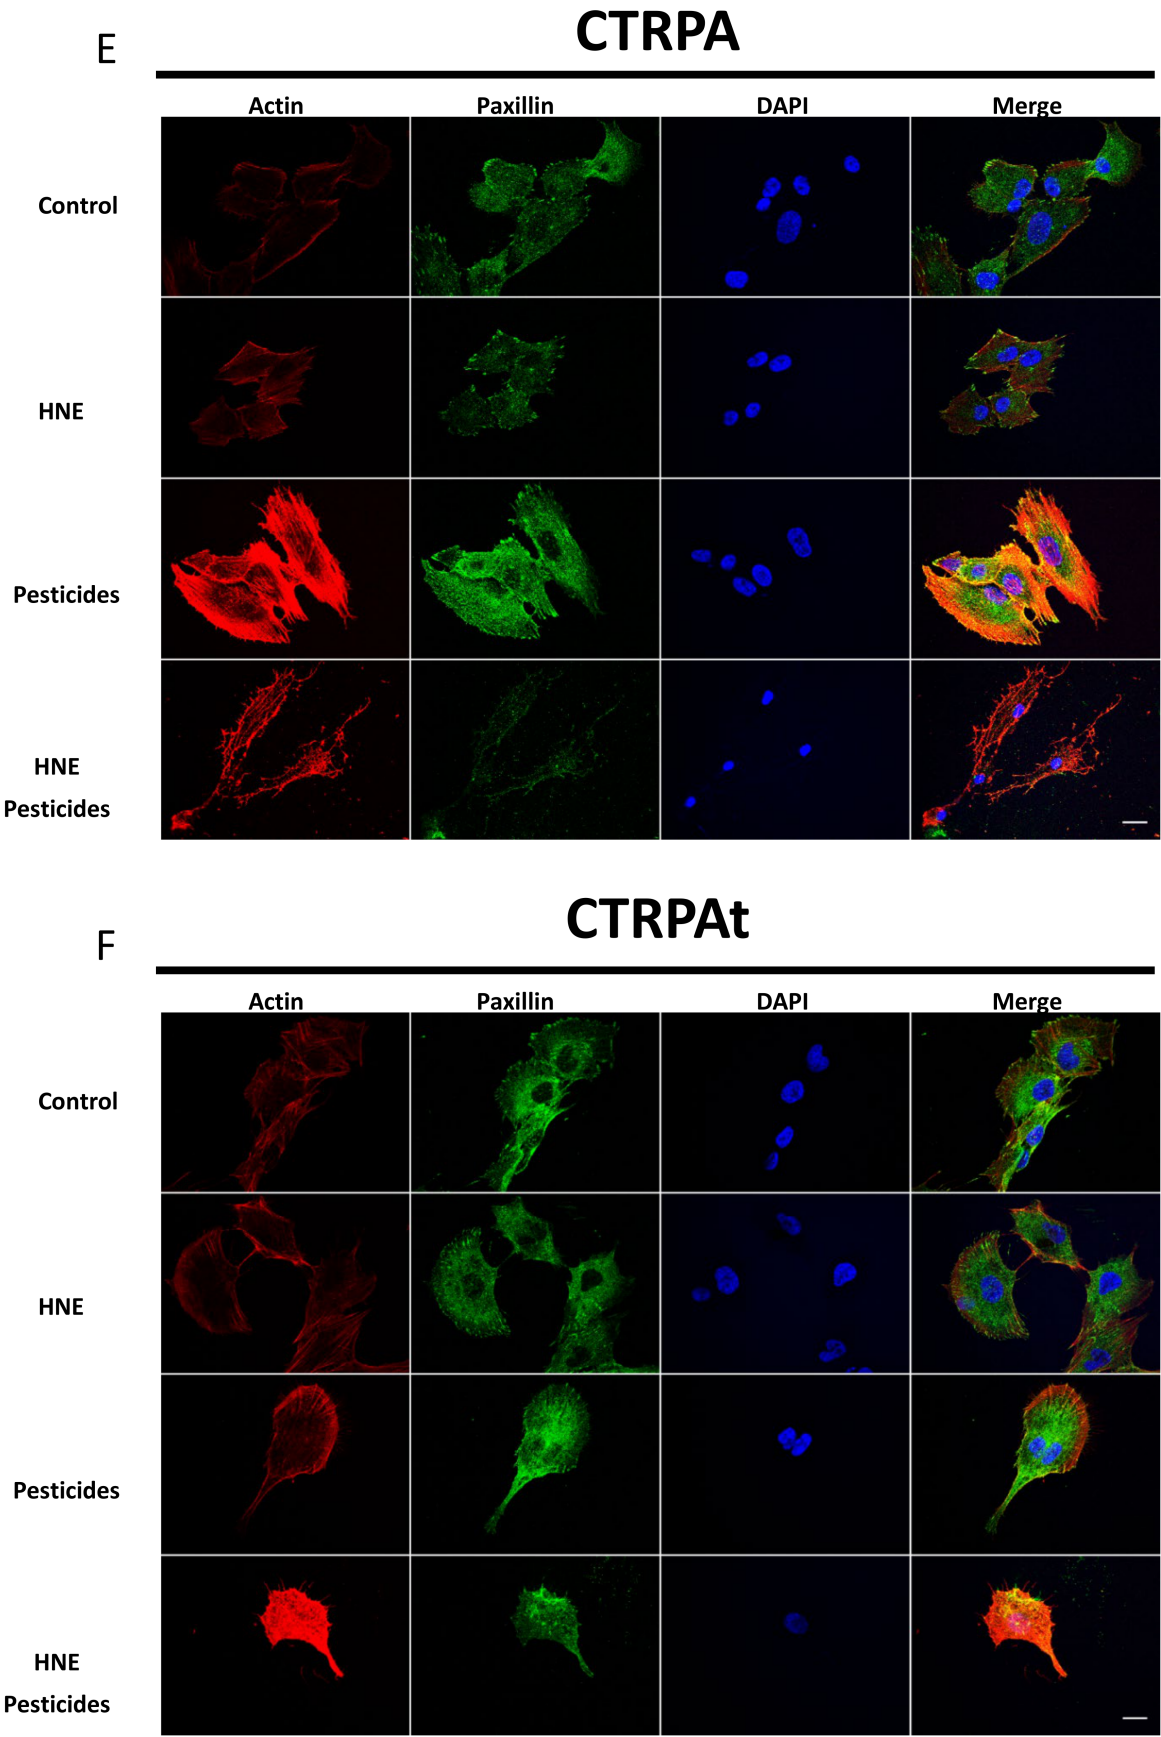 E
CTRPA
Actin Paxillin DAPI Merge
Control
HNE
Pesticides
HNE
Pesticides
F
CTRPAt
Actin Paxillin DAPI Merge
Control
HNE
Pesticides
HNE
Pesticides